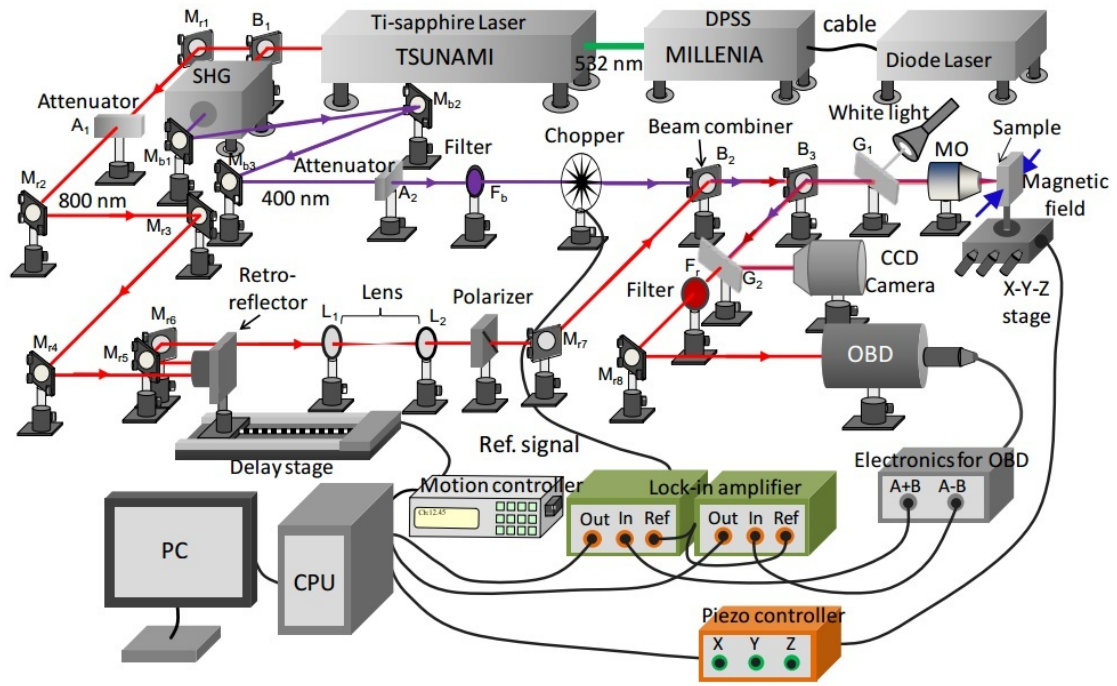 Ti-sapphire Laser
TSUNAMI
532 nm
DPSS
MILLENIA
cable
Diode Laser
Mr1
B1
SHG
Attenuator
A1
Mb1
Mb2
Mb3
Attenuator
A2
Filter
Fb
Chopper
Beam combiner
B2
B3
White light
G1
MO
Sample
Magnetic
field
Mr2
800 nm
Mr3
400 nm
Retro-
reflector
Lens
L1
L2
Polarizer
Mr7
Filter
Fr
G2
CCD
Camera
X-Y-Z
stage
Mr4
Mr5
Mr6
Mr8
OBD
Delay stage
Ref. signal
Motion controller
Ch:12.45
Lock-in amplifier
Out In Ref
Out In Ref
Electronics for OBD
A+B A-B
PC
CPU
Piezo controller
X Y Z